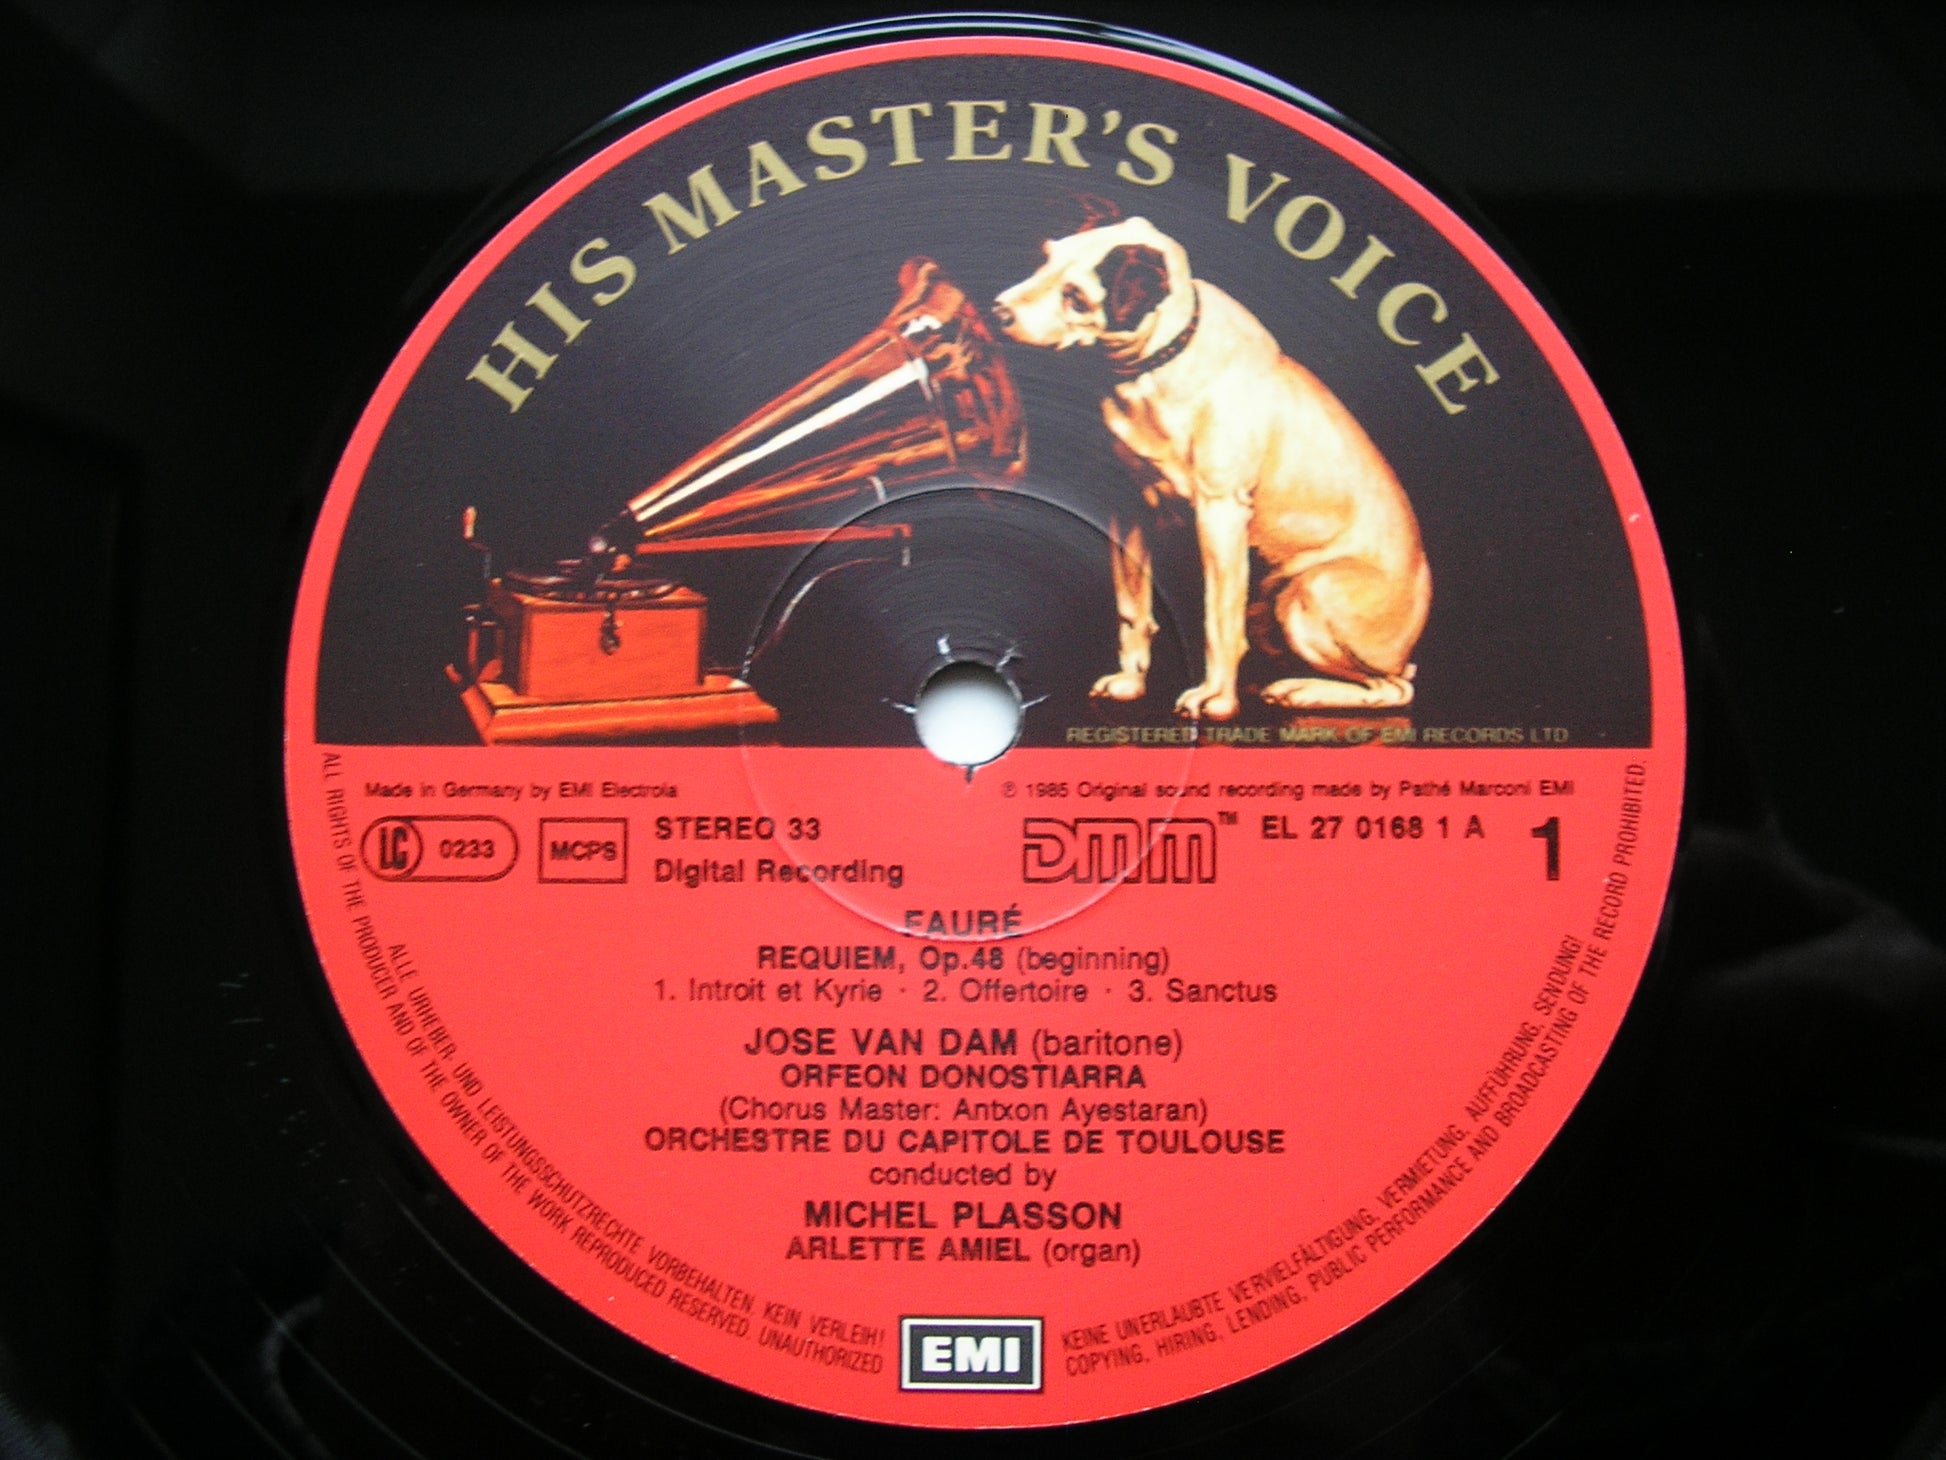 HIS MASTER'S VOICE
REGISTERED TRADE MARK OF EMI RECORDS LTD
Made in Germany by EMI Electrola
℗ 1985 Original sound recording made by Pathé Marconi EMI
LC 0233
MCPS
STEREO 33
Digital Recording
DMM™
EL 27 0168 1 A
1
FAURÉ
REQUIEM, Op.48 (beginning)
1. Introit et Kyrie · 2. Offertoire · 3. Sanctus
JOSE VAN DAM (baritone)
ORFEON DONOSTIARRA
(Chorus Master: Antxon Ayestaran)
ORCHESTRE DU CAPITOLE DE TOULOUSE
conducted by
MICHEL PLASSON
ARLETTE AMIEL (organ)
EMI
ALLE URHEBER- UND LEISTUNGSSCHUTZRECHTE VORBEHALTEN. KEIN VERLEIH!
KEINE UNERLAUBTE VERVIELFÄLTIGUNG, VERMIETUNG, AUFFÜHRUNG, SENDUNG!
ALL RIGHTS OF THE PRODUCER AND OF THE OWNER OF THE WORK REPRODUCED RESERVED. UNAUTHORIZED
COPYING, HIRING, LENDING, PUBLIC PERFORMANCE AND BROADCASTING OF THE RECORD PROHIBITED.